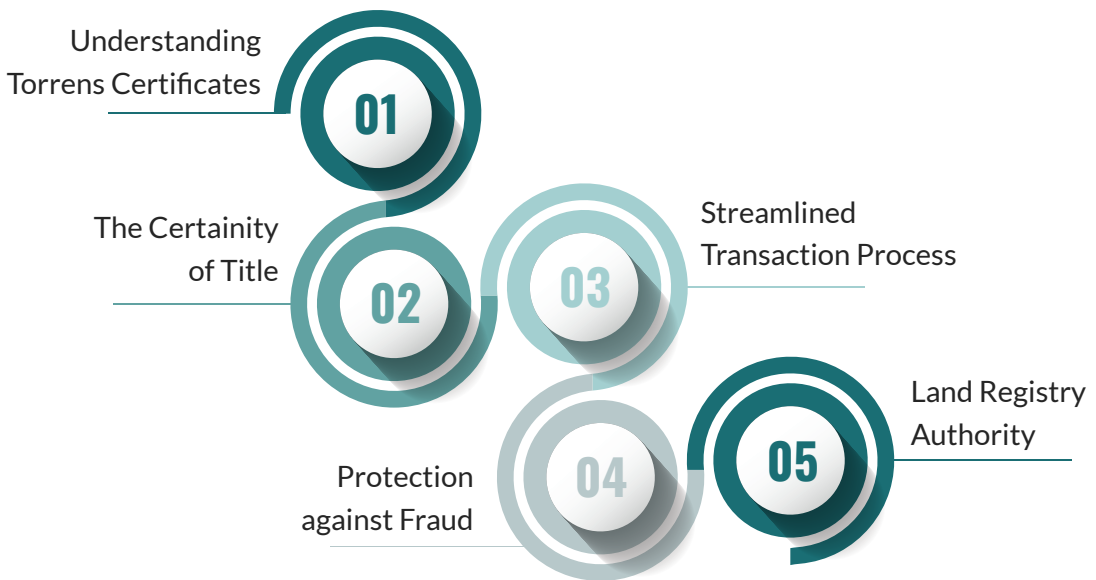 Understanding
Torrens Certificates
01
The Certainity
of Title
02
03
Streamlined
Transaction Process
Protection
against Fraud
04
05
Land Registry
Authority